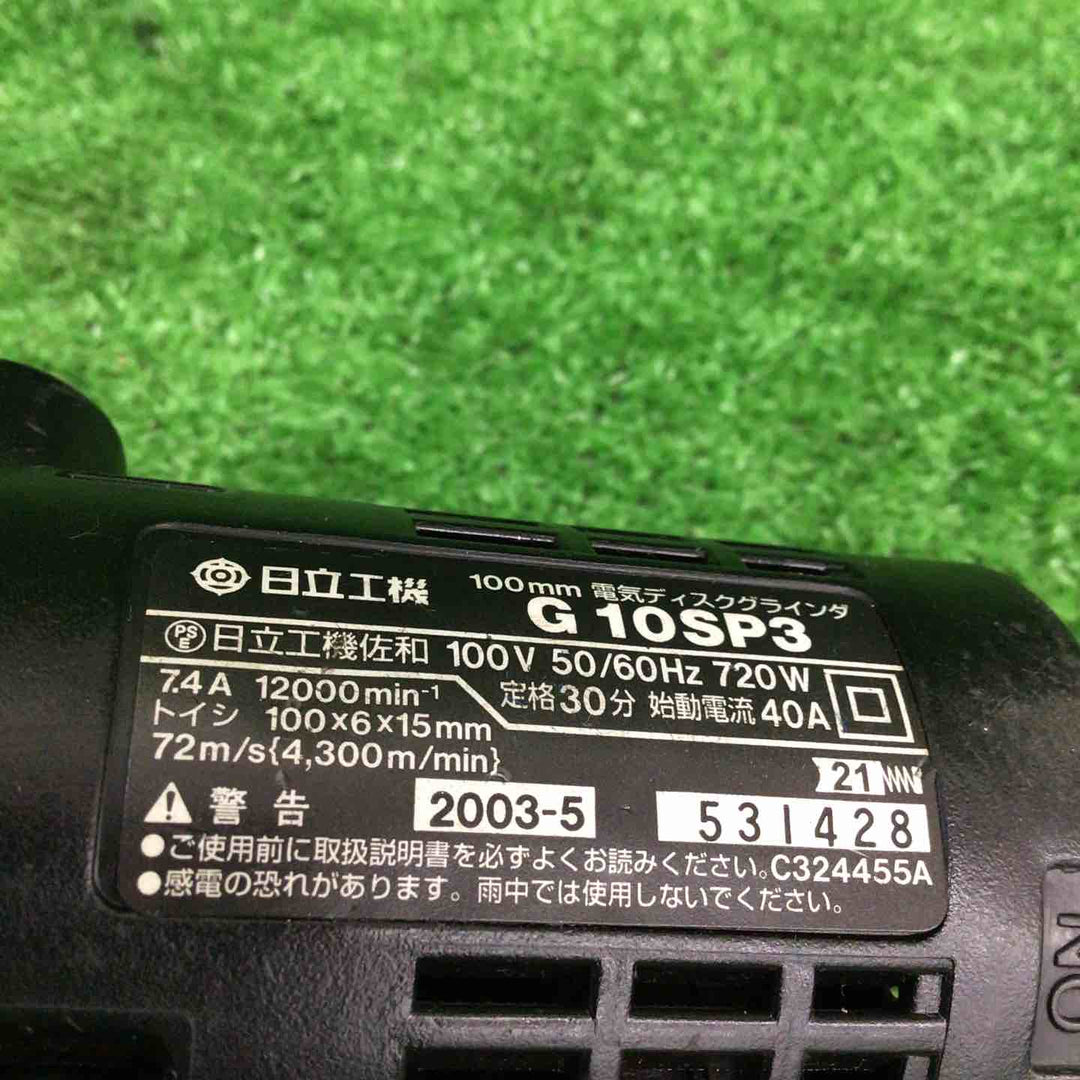 日立工機 100mm 電気ディスクグラインダ
G 10SP3
PSE 日立工機佐和 100V 50/60Hz 720W
7.4A 12000min⁻¹ 定格30分 始動電流 40A
トイシ 100×6×15mm
72m/s{4,300m/min}
21
警告 2003-5 531428
●ご使用前に取扱説明書を必ずよくお読みください。C324455A
●感電の恐れがあります。雨中では使用しないでください。
NO